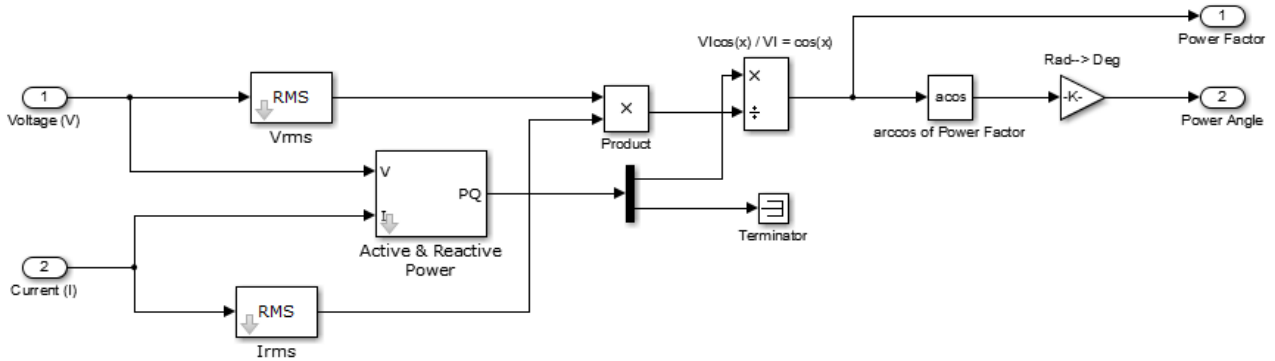 1
Power Factor
VIcos(x) / VI = cos(x)
Rad--> Deg
1
Voltage (V)
RMS
Vrms
×
Product
×
÷
acos
arccos of Power Factor
-K-
2
Power Angle
V
I
PQ
Active & Reactive
Power
Terminator
2
Current (I)
RMS
Irms